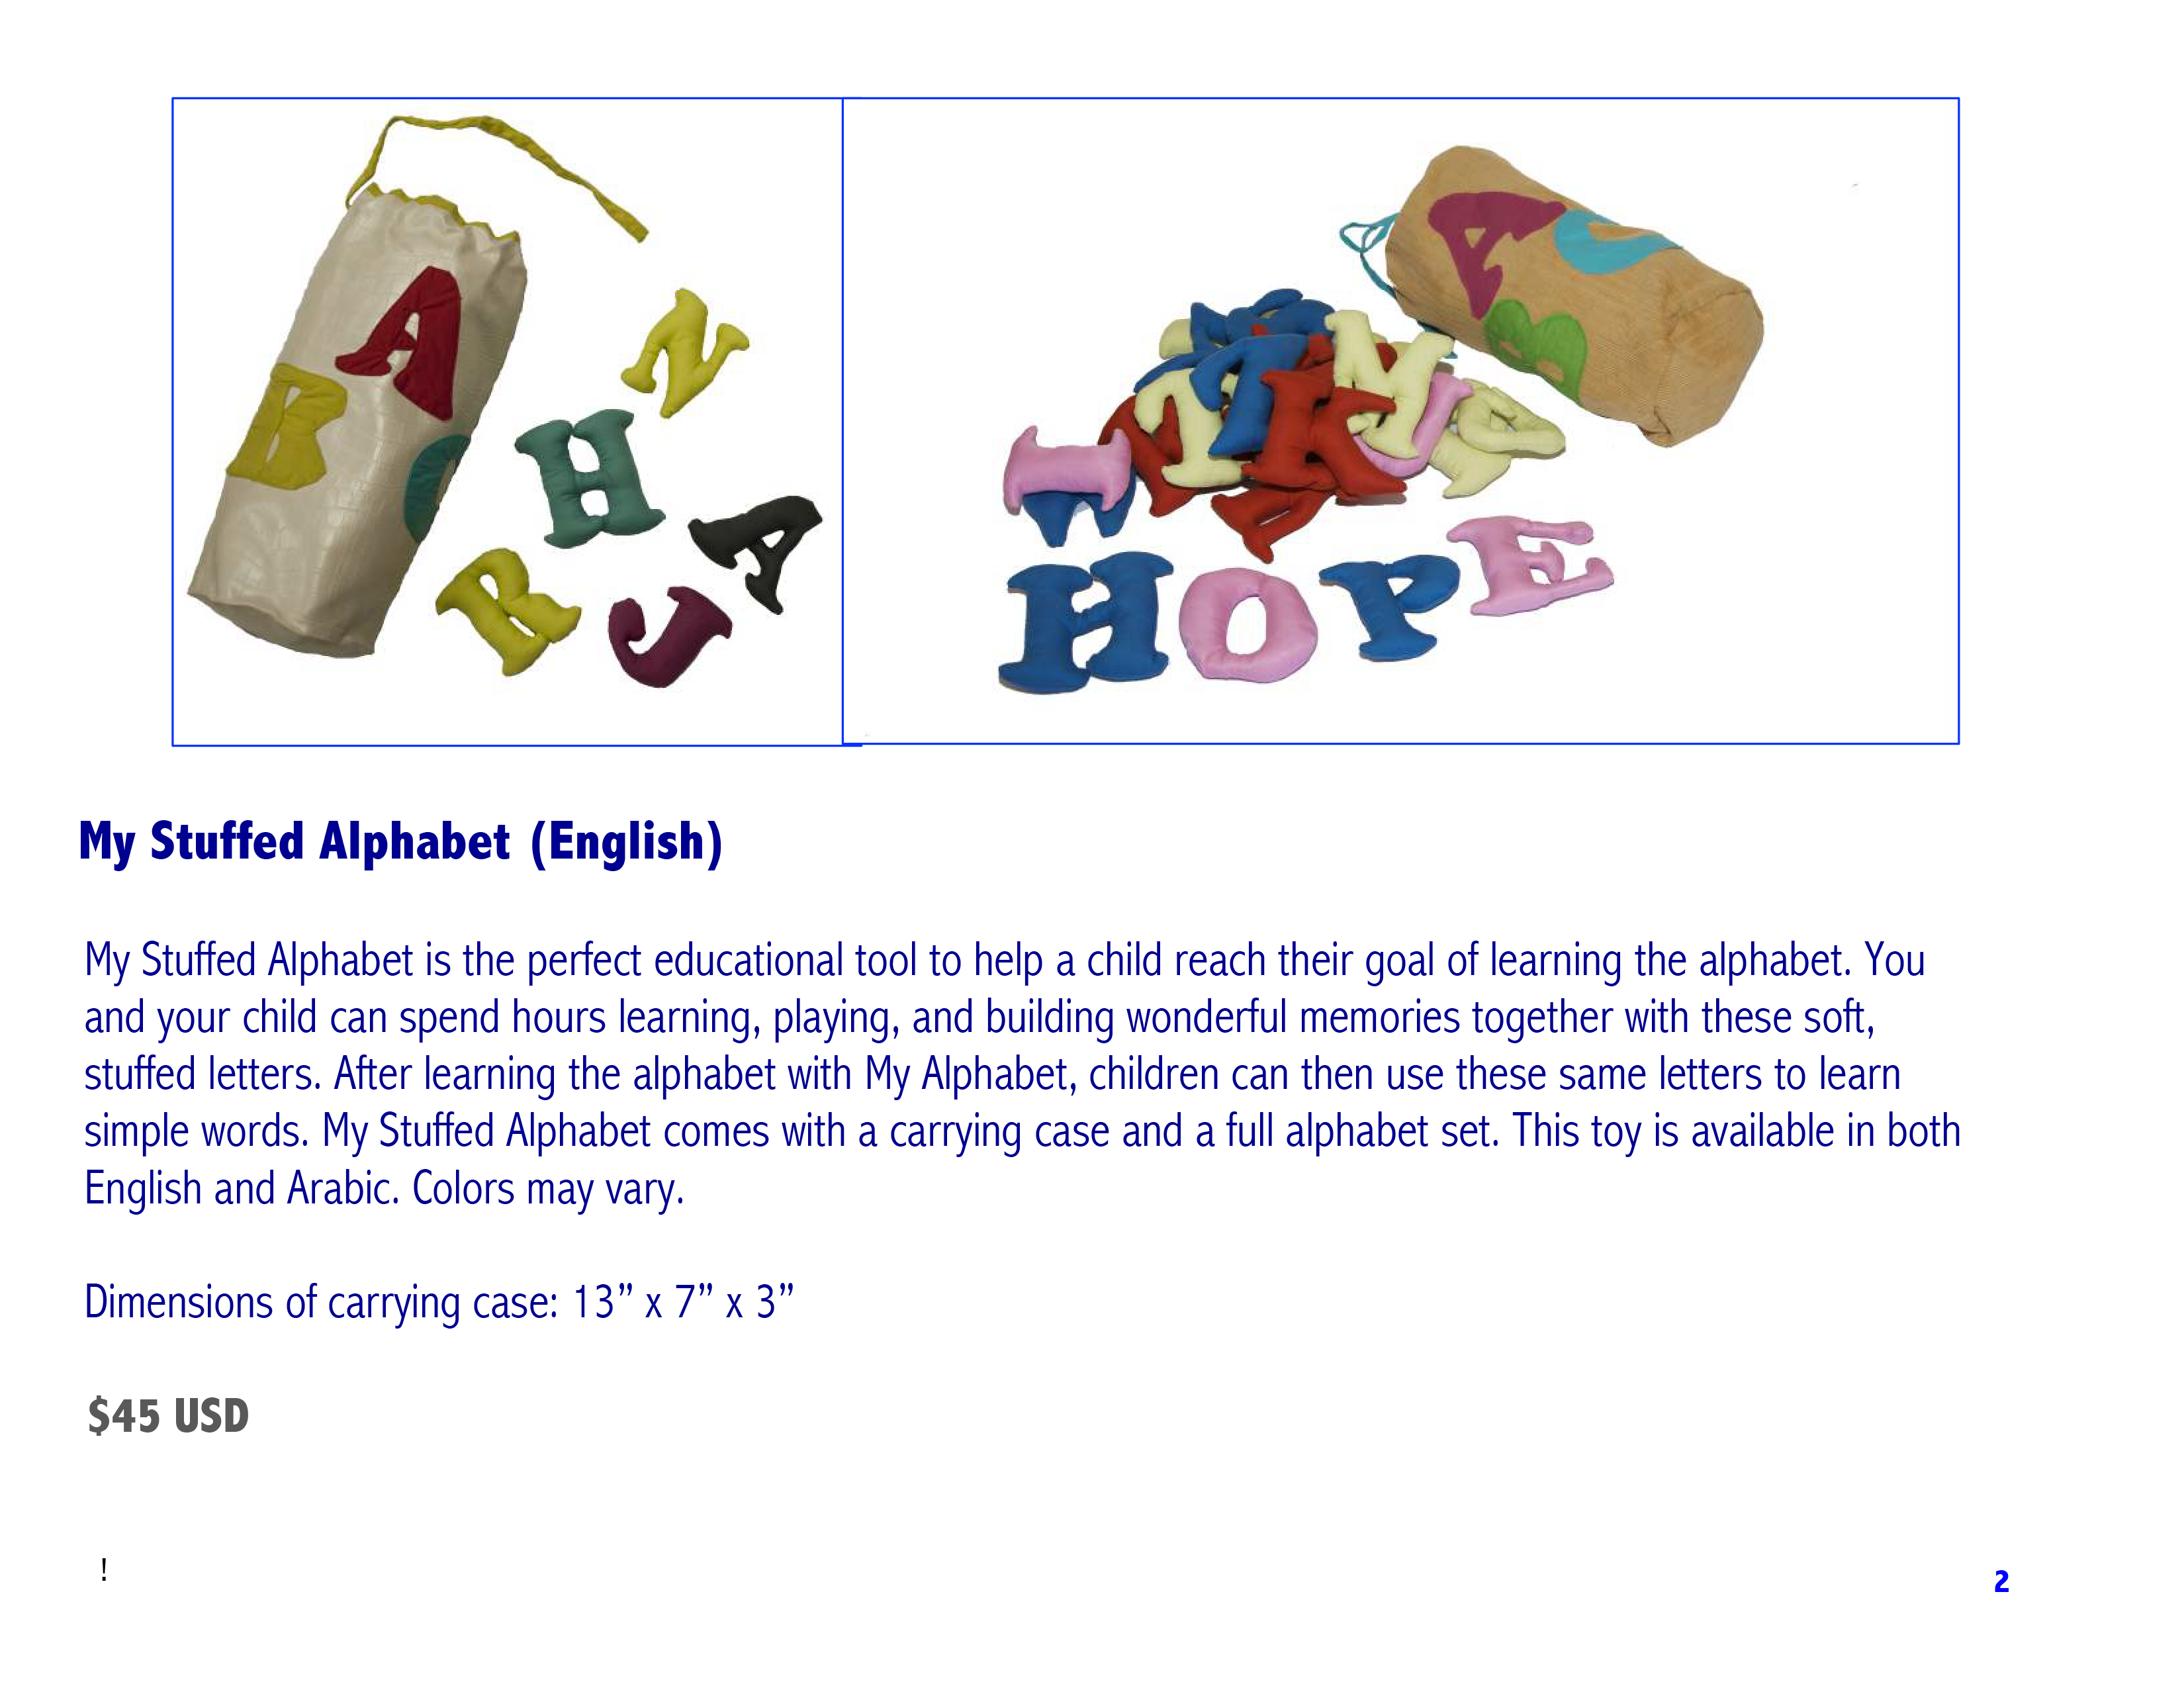 A
B
C
N
H
A
R
J
A
C
B
M
T
T
K
U
I
HOPE
My Stuffed Alphabet (English)
My Stuffed Alphabet is the perfect educational tool to help a child reach their goal of learning the alphabet. You
and your child can spend hours learning, playing, and building wonderful memories together with these soft,
stuffed letters. After learning the alphabet with My Alphabet, children can then use these same letters to learn
simple words. My Stuffed Alphabet comes with a carrying case and a full alphabet set. This toy is available in both
English and Arabic. Colors may vary.
Dimensions of carrying case: 13” x 7” x 3”
$45 USD
!
2